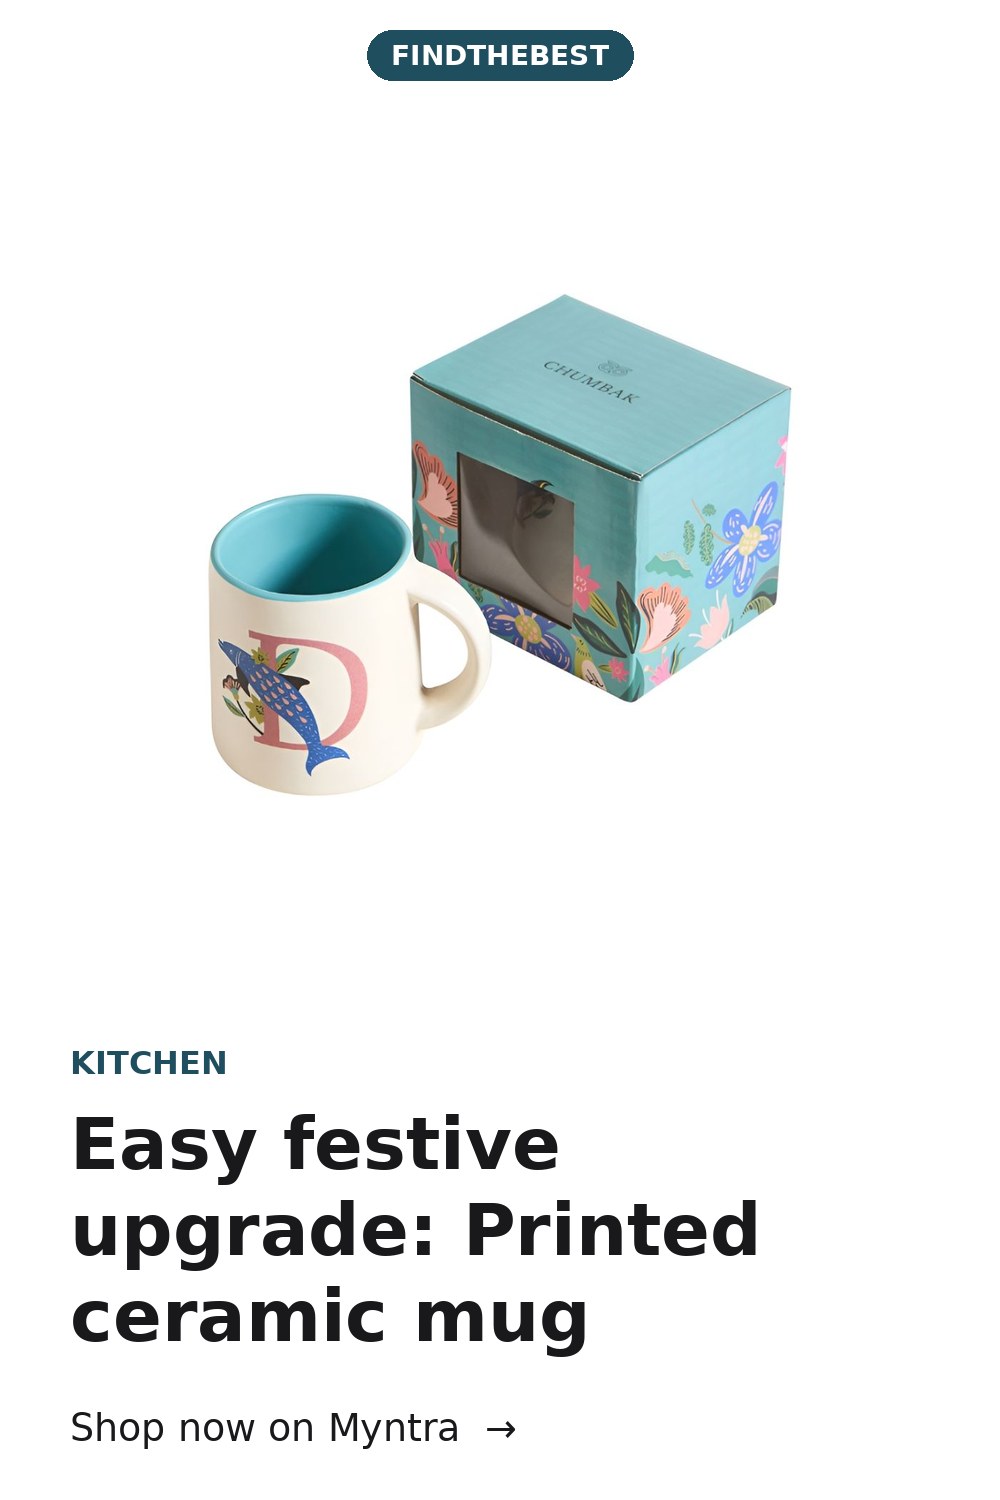 FINDTHEBEST
CHUMBAK
D
KITCHEN
Easy festive
upgrade: Printed
ceramic mug
Shop now on Myntra →